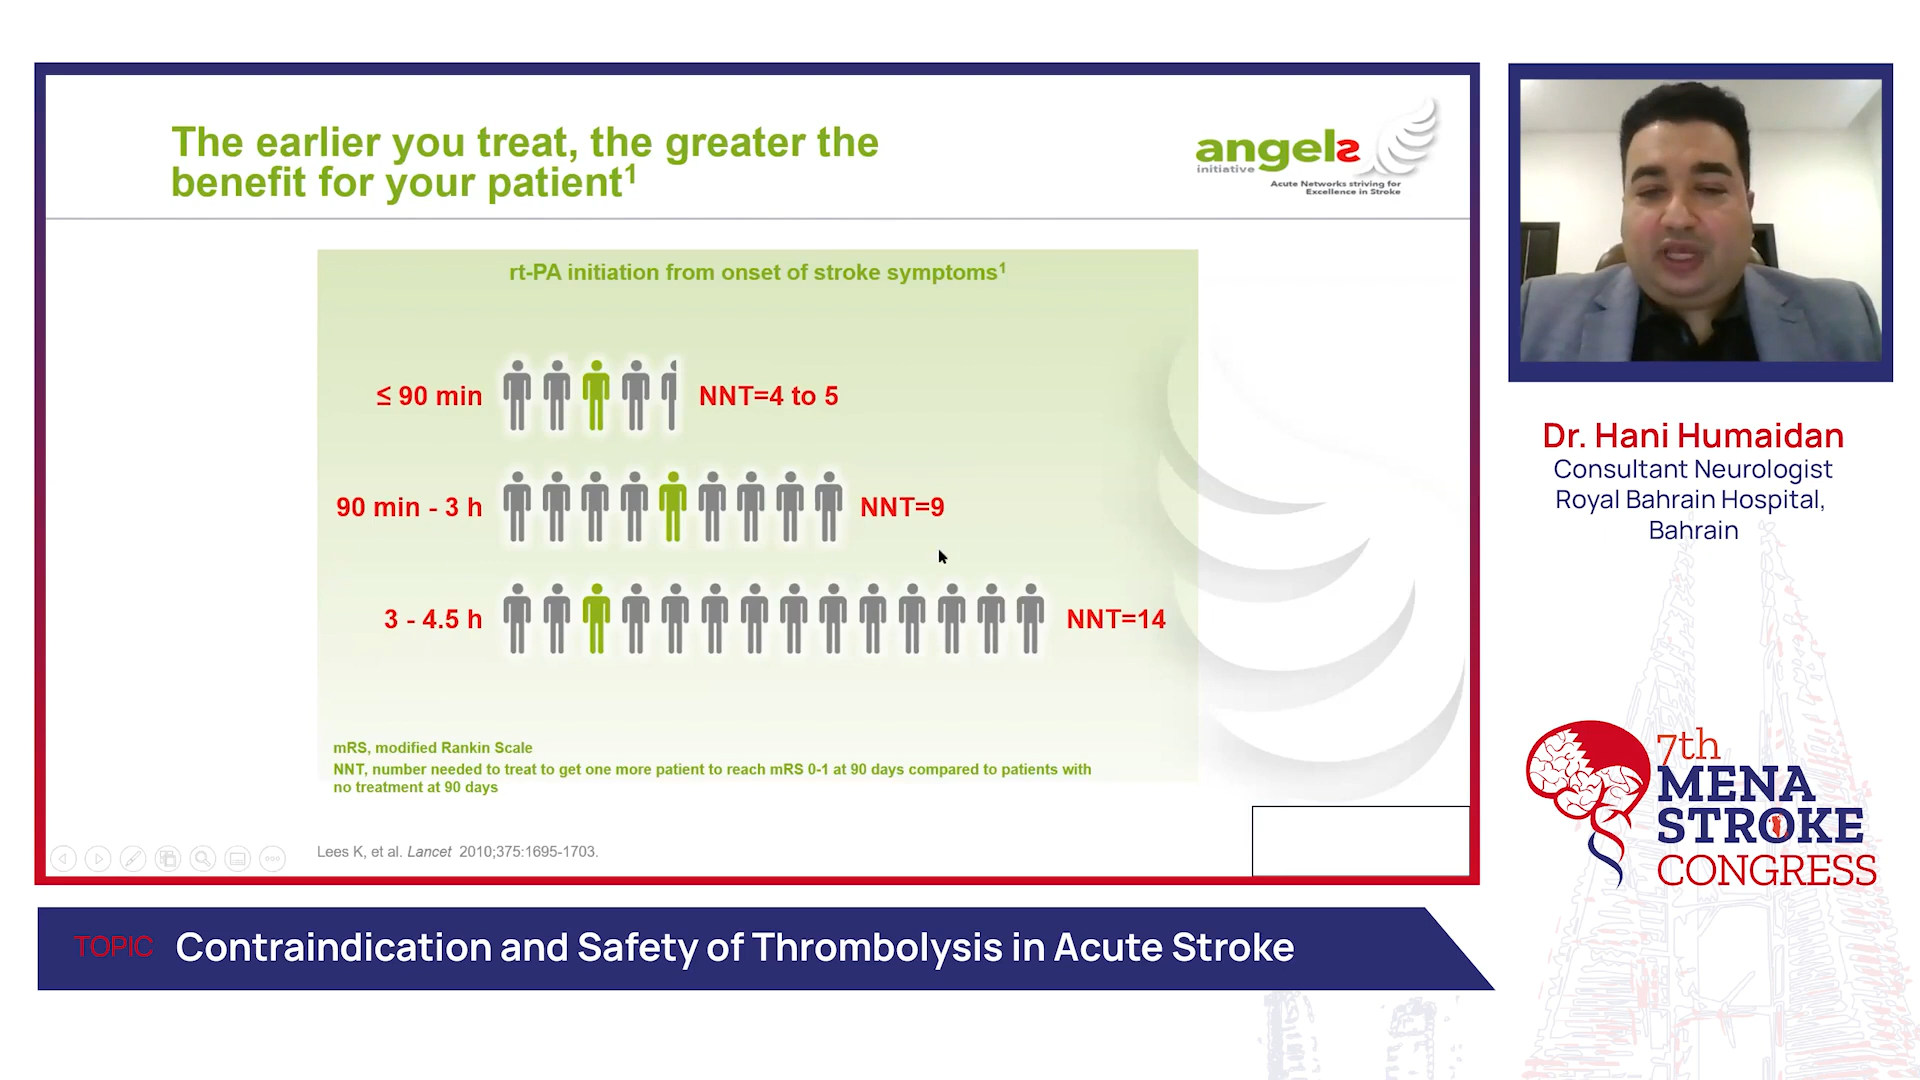 The earlier you treat, the greater the
benefit for your patient¹
angels
initiative
Acute Networks striving for
Excellence in Stroke
rt-PA initiation from onset of stroke symptoms¹
≤ 90 min NNT=4 to 5
90 min - 3 h NNT=9
3 - 4.5 h NNT=14
mRS, modified Rankin Scale
NNT, number needed to treat to get one more patient to reach mRS 0-1 at 90 days compared to patients with
no treatment at 90 days
Lees K, et al. Lancet 2010;375:1695-1703.
Dr. Hani Humaidan
Consultant Neurologist
Royal Bahrain Hospital,
Bahrain
7th
MENA
STROKE
CONGRESS
TOPIC Contraindication and Safety of Thrombolysis in Acute Stroke